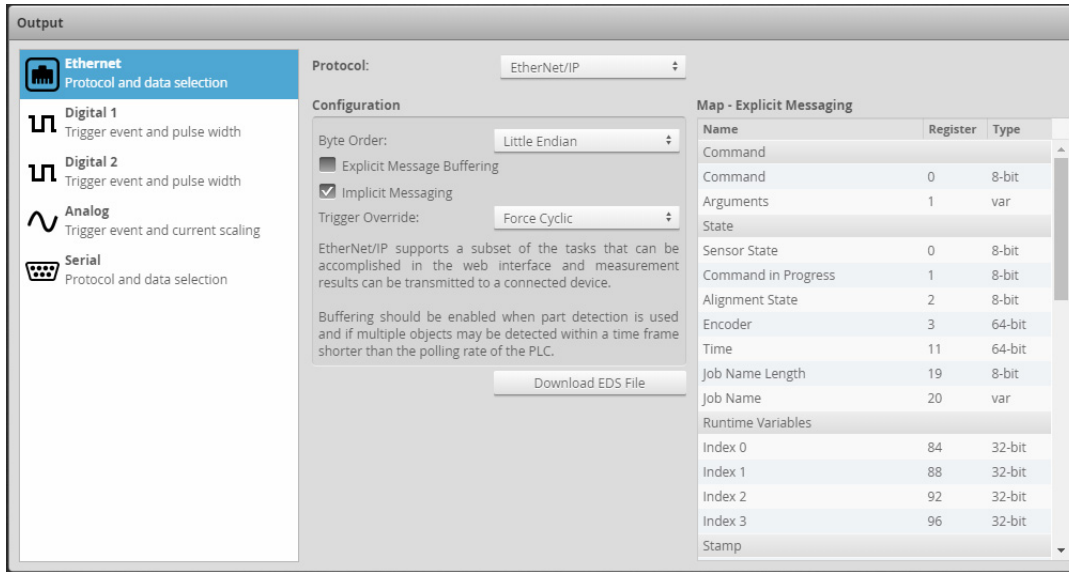 Output
Ethernet
Protocol and data selection
Digital 1
Trigger event and pulse width
Digital 2
Trigger event and pulse width
Analog
Trigger event and current scaling
Serial
Protocol and data selection
Protocol: EtherNet/IP
Configuration
Byte Order: Little Endian
Explicit Message Buffering
Implicit Messaging
Trigger Override: Force Cyclic
EtherNet/IP supports a subset of the tasks that can be
accomplished in the web interface and measurement
results can be transmitted to a connected device.
Buffering should be enabled when part detection is used
and if multiple objects may be detected within a time frame
shorter than the polling rate of the PLC.
Download EDS File
Map - Explicit Messaging
Name Register Type
Command
Command 0 8-bit
Arguments 1 var
State
Sensor State 0 8-bit
Command in Progress 1 8-bit
Alignment State 2 8-bit
Encoder 3 64-bit
Time 11 64-bit
Job Name Length 19 8-bit
Job Name 20 var
Runtime Variables
Index 0 84 32-bit
Index 1 88 32-bit
Index 2 92 32-bit
Index 3 96 32-bit
Stamp